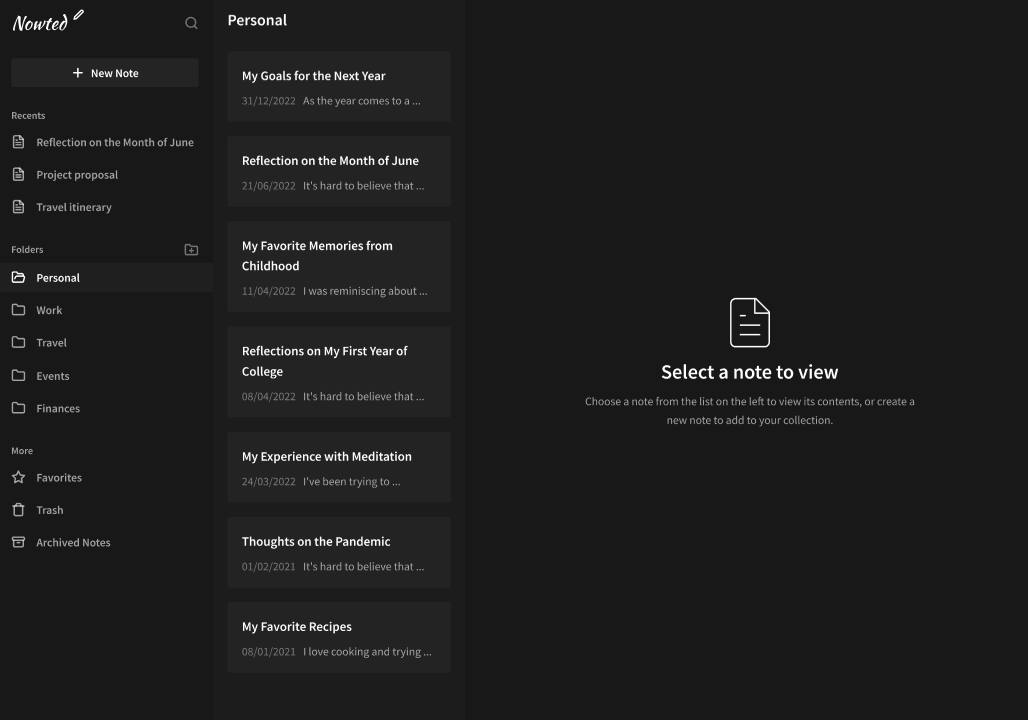 Nowted
New Note
Recents
Reflection on the Month of June
Project proposal
Travel itinerary
Folders
Personal
Work
Travel
Events
Finances
More
Favorites
Trash
Archived Notes
Personal
My Goals for the Next Year
31/12/2022 As the year comes to a ...
Reflection on the Month of June
21/06/2022 It's hard to believe that ...
My Favorite Memories from
Childhood
11/04/2022 I was reminiscing about ...
Reflections on My First Year of
College
08/04/2022 It's hard to believe that ...
My Experience with Meditation
24/03/2022 I've been trying to ...
Thoughts on the Pandemic
01/02/2021 It's hard to believe that ...
My Favorite Recipes
08/01/2021 I love cooking and trying ...
Select a note to view
Choose a note from the list on the left to view its contents, or create a
new note to add to your collection.